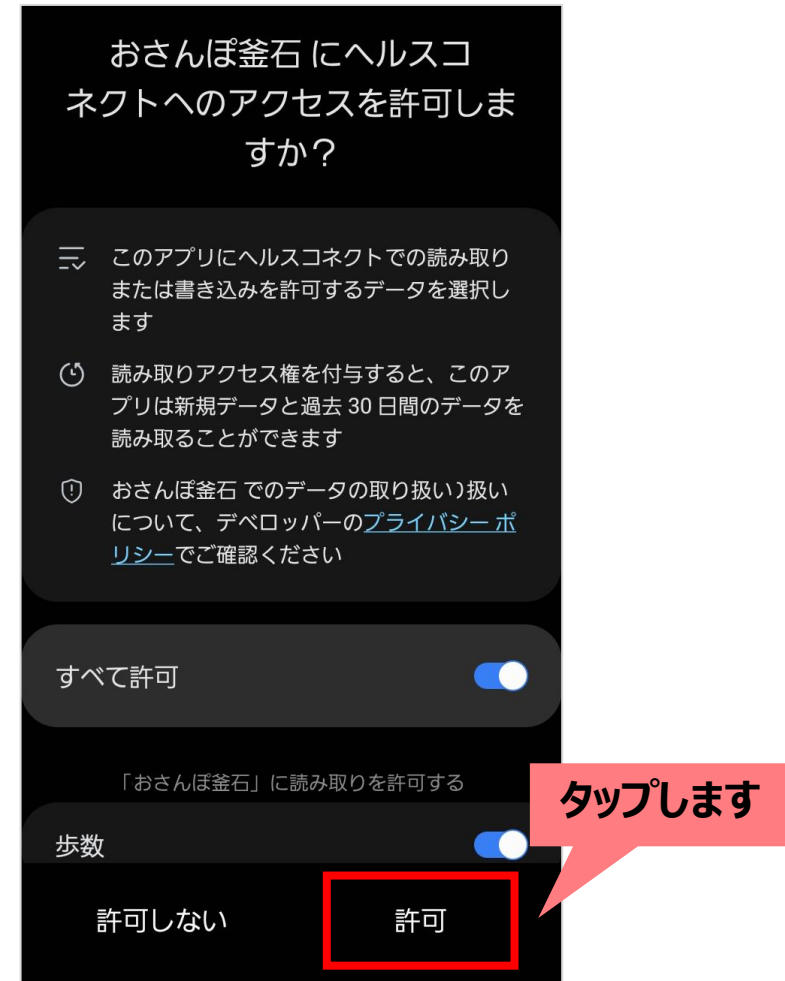 おさんぽ釜石 にヘルスコ
ネクトへのアクセスを許可しま
すか？
このアプリにヘルスコネクトでの読み取り
または書き込みを許可するデータを選択し
ます
読み取りアクセス権を付与すると、このア
プリは新規データと過去 30 日間のデータを
読み取ることができます
おさんぽ釜石 でのデータの取り扱い)扱い
について、デベロッパーのプライバシー ポ
リシーでご確認ください
すべて許可
「おさんぽ釜石」に読み取りを許可する
歩数
タップします
許可しない
許可